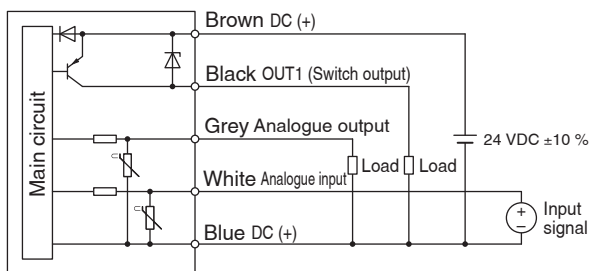 Brown DC (+)
Black OUT1 (Switch output)
Grey Analogue output
Main circuit
24 VDC ±10 %
Load
Load
White Analogue input
+
–
Input
signal
Blue DC (+)